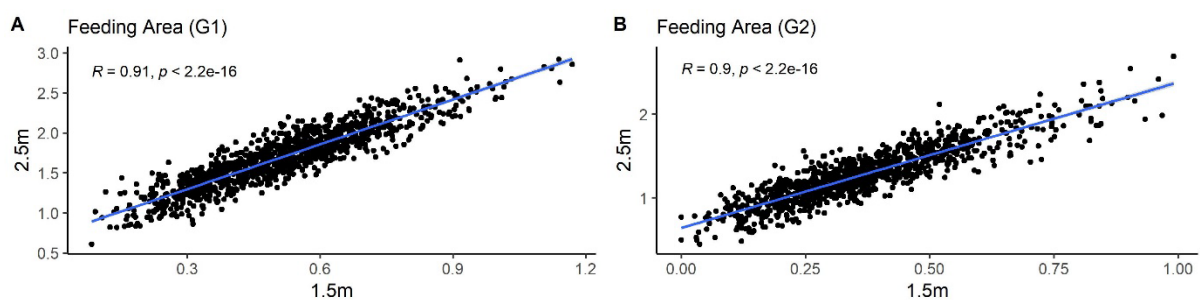 A
Feeding Area (G1)
R = 0.91, p < 2.2e-16
3.0
2.5
2.0
1.5
1.0
0.5
2.5m
0.3 0.6 0.9 1.2
1.5m
B
Feeding Area (G2)
R = 0.9, p < 2.2e-16
2
1
2.5m
0.00 0.25 0.50 0.75 1.00
1.5m